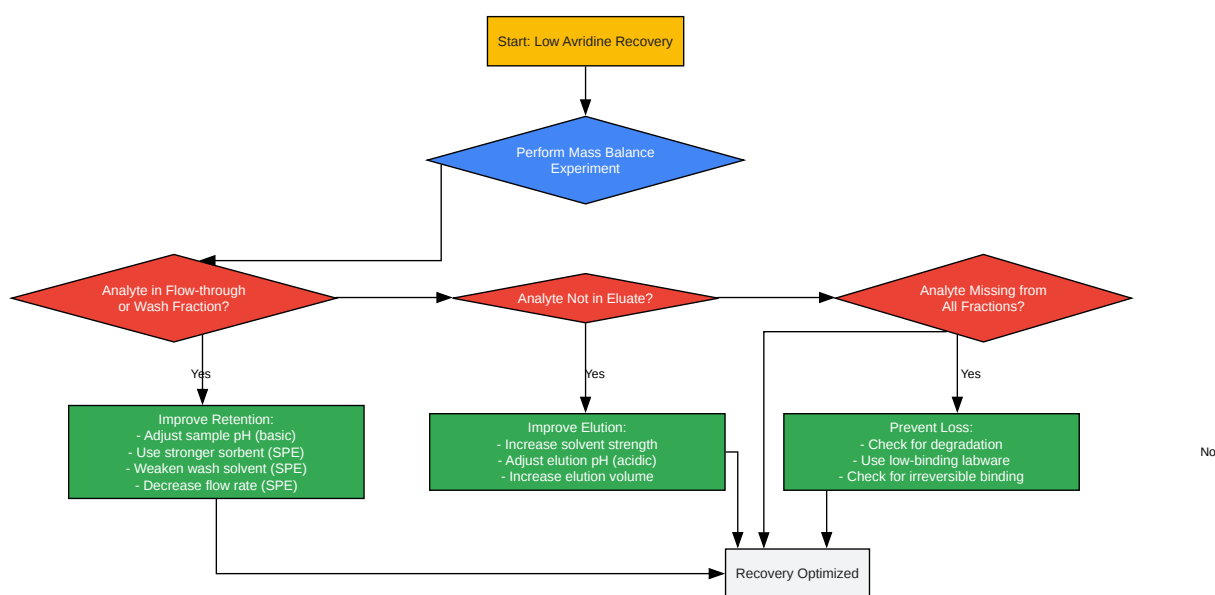 Start: Low Avridine Recovery
Perform Mass Balance
Experiment
Analyte in Flow-through
or Wash Fraction?
Analyte Not in Eluate?
Analyte Missing from
All Fractions?
Yes
Yes
Yes
Improve Retention:
- Adjust sample pH (basic)
- Use stronger sorbent (SPE)
- Weaken wash solvent (SPE)
- Decrease flow rate (SPE)
Improve Elution:
- Increase solvent strength
- Adjust elution pH (acidic)
- Increase elution volume
Prevent Loss:
- Check for degradation
- Use low-binding labware
- Check for irreversible binding
No
Recovery Optimized